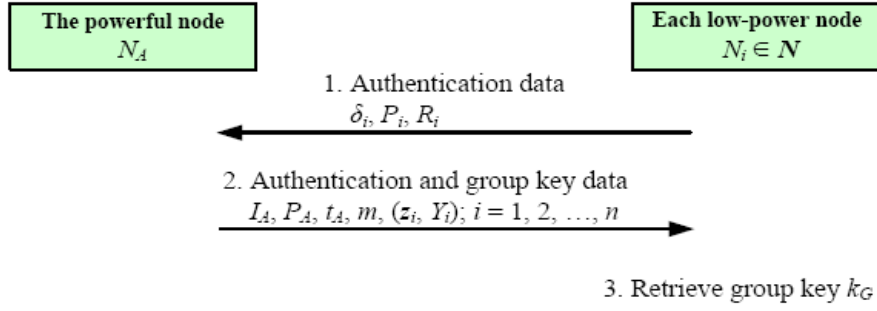 The powerful node
N_A
Each low-power node
N_i ∈ N
1. Authentication data
δ_i, P_i, R_i
2. Authentication and group key data
I_A, P_A, t_A, m, (z_i, Y_i); i = 1, 2, …, n
3. Retrieve group key k_G